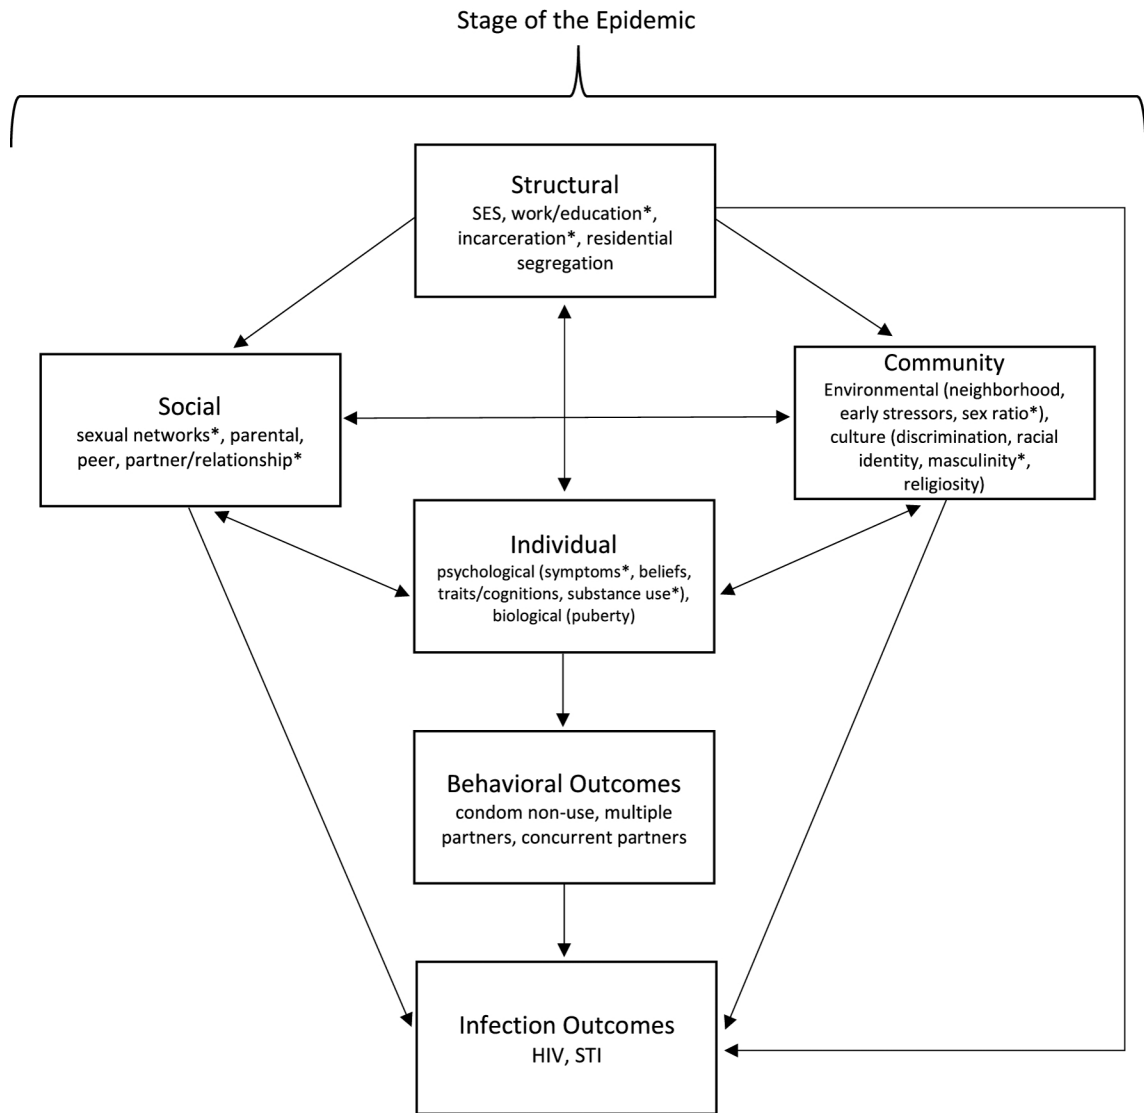 Stage of the Epidemic
Structural
SES, work/education*,
incarceration*, residential
segregation
Social
sexual networks*, parental,
peer, partner/relationship*
Community
Environmental (neighborhood,
early stressors, sex ratio*),
culture (discrimination, racial
identity, masculinity*,
religiosity)
Individual
psychological (symptoms*, beliefs,
traits/cognitions, substance use*),
biological (puberty)
Behavioral Outcomes
condom non-use, multiple
partners, concurrent partners
Infection Outcomes
HIV, STI